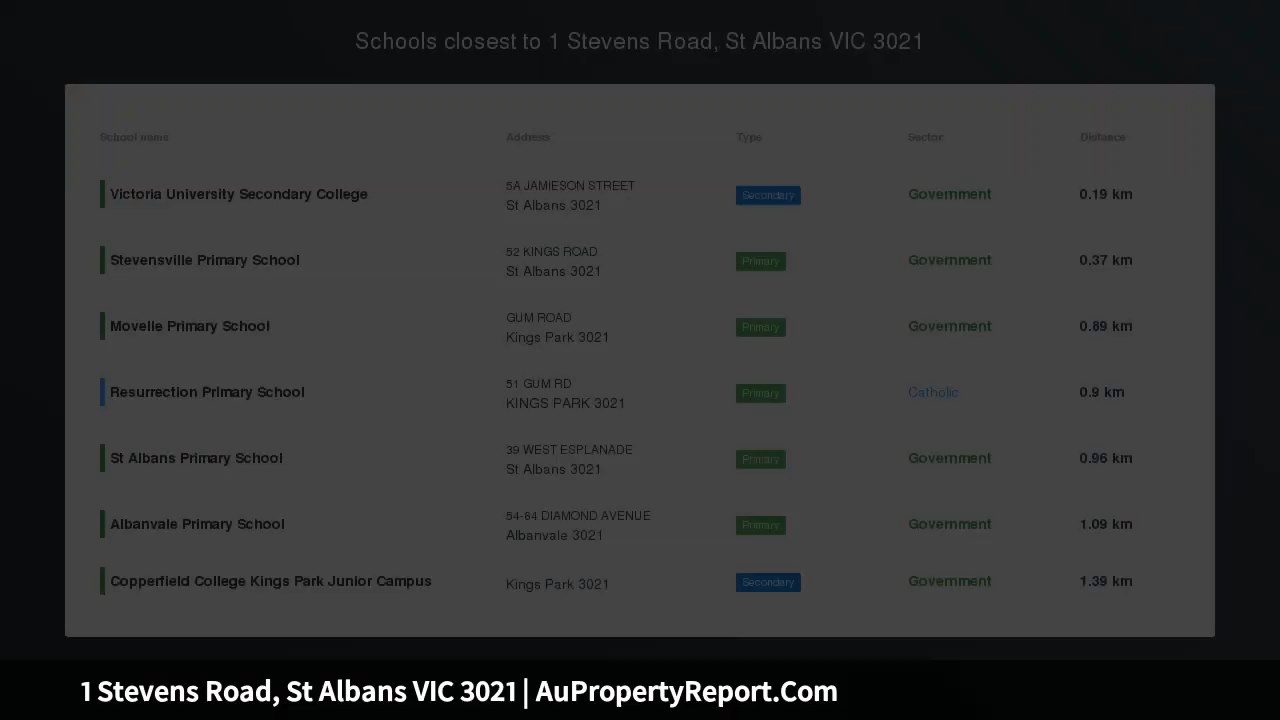 Schools closest to 1 Stevens Road, St Albans VIC 3021
School name Address Type Sector Distance
Victoria University Secondary College 5A JAMIESON STREET St Albans 3021 Secondary Government 0.19 km
Stevensville Primary School 52 KINGS ROAD St Albans 3021 Primary Government 0.37 km
Movelle Primary School GUM ROAD Kings Park 3021 Primary Government 0.89 km
Resurrection Primary School 51 GUM RD KINGS PARK 3021 Primary Catholic 0.9 km
St Albans Primary School 39 WEST ESPLANADE St Albans 3021 Primary Government 0.96 km
Albanvale Primary School 54-64 DIAMOND AVENUE Albanvale 3021 Primary Government 1.09 km
Copperfield College Kings Park Junior Campus Kings Park 3021 Secondary Government 1.39 km
1 Stevens Road, St Albans VIC 3021 | AuPropertyReport.Com